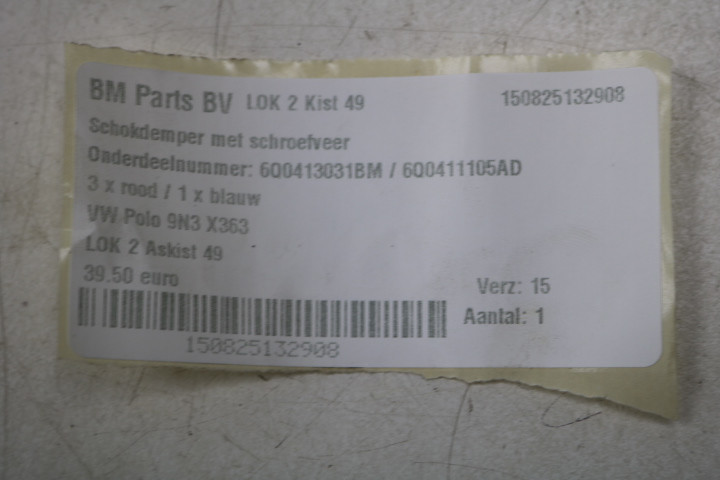 BM Parts BV LOK 2 Kist 49 150825132908
Schokdemper met schroefveer
Onderdeelnummer: 6Q0413031BM / 6Q0411105AD
3 x rood / 1 x blauw
VW Polo 9N3 X363
LOK 2 Askist 49
39.50 euro
Verz: 15
Aantal: 1
150825132908